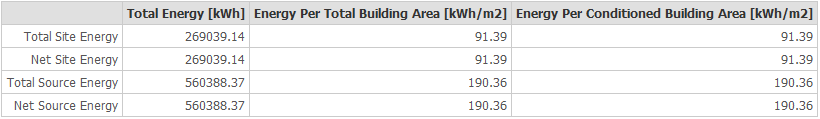 Total Energy [kWh] Energy Per Total Building Area [kWh/m2] Energy Per Conditioned Building Area [kWh/m2]
Total Site Energy 269039.14 91.39 91.39
Net Site Energy 269039.14 91.39 91.39
Total Source Energy 560388.37 190.36 190.36
Net Source Energy 560388.37 190.36 190.36